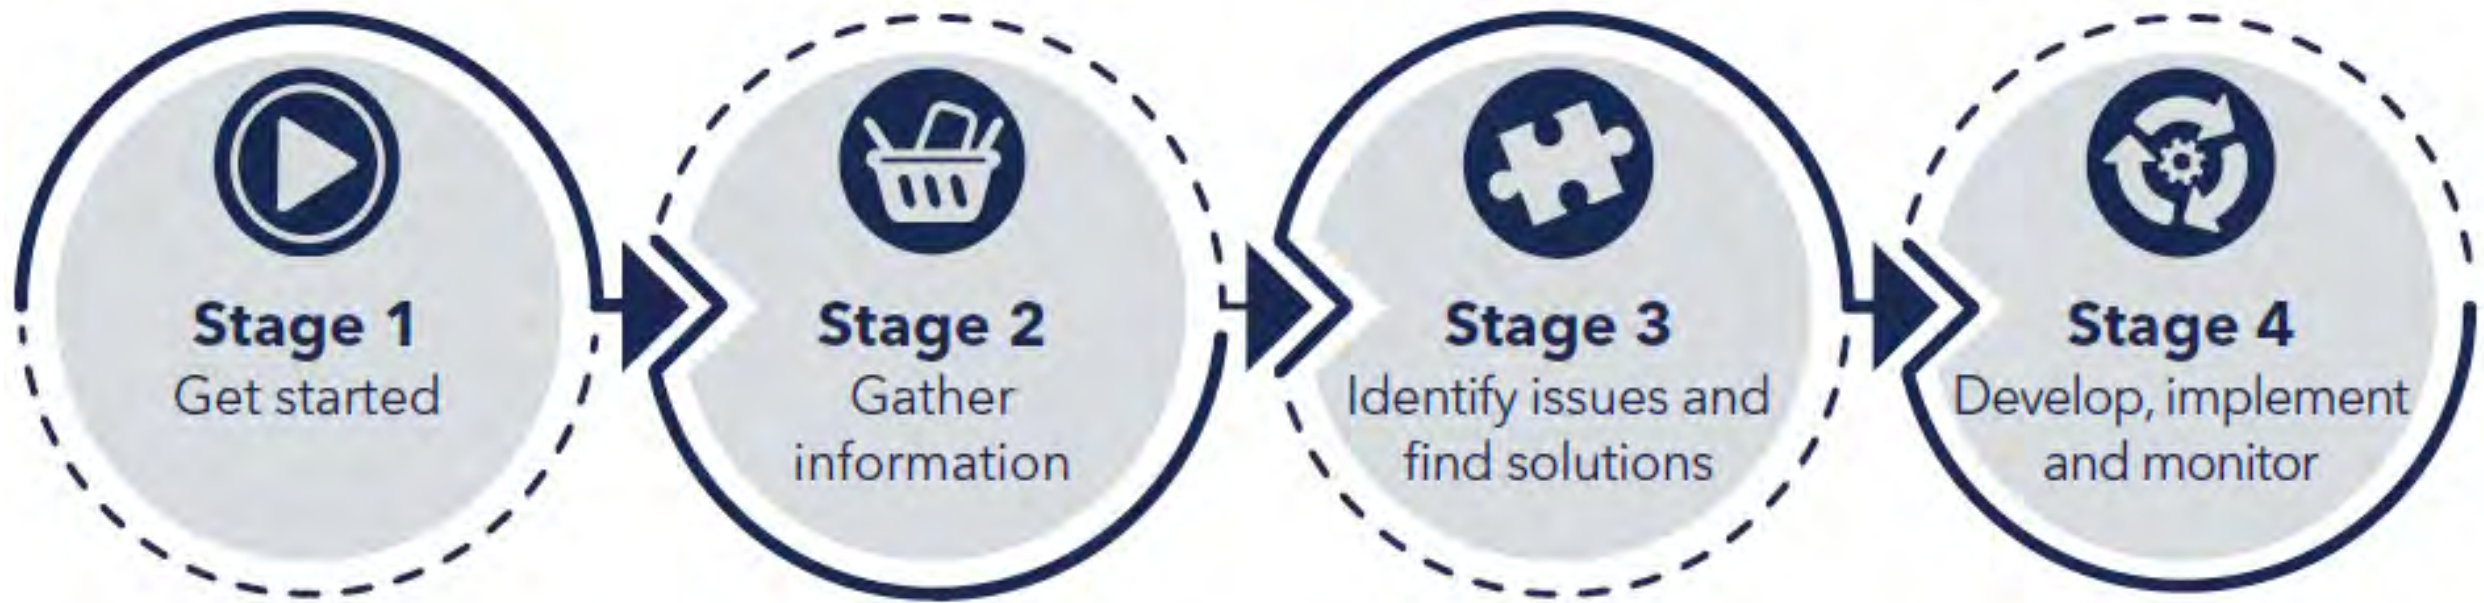 Stage 1
Get started
Stage 2
Gather
information
Stage 3
Identify issues and
find solutions
Stage 4
Develop, implement
and monitor